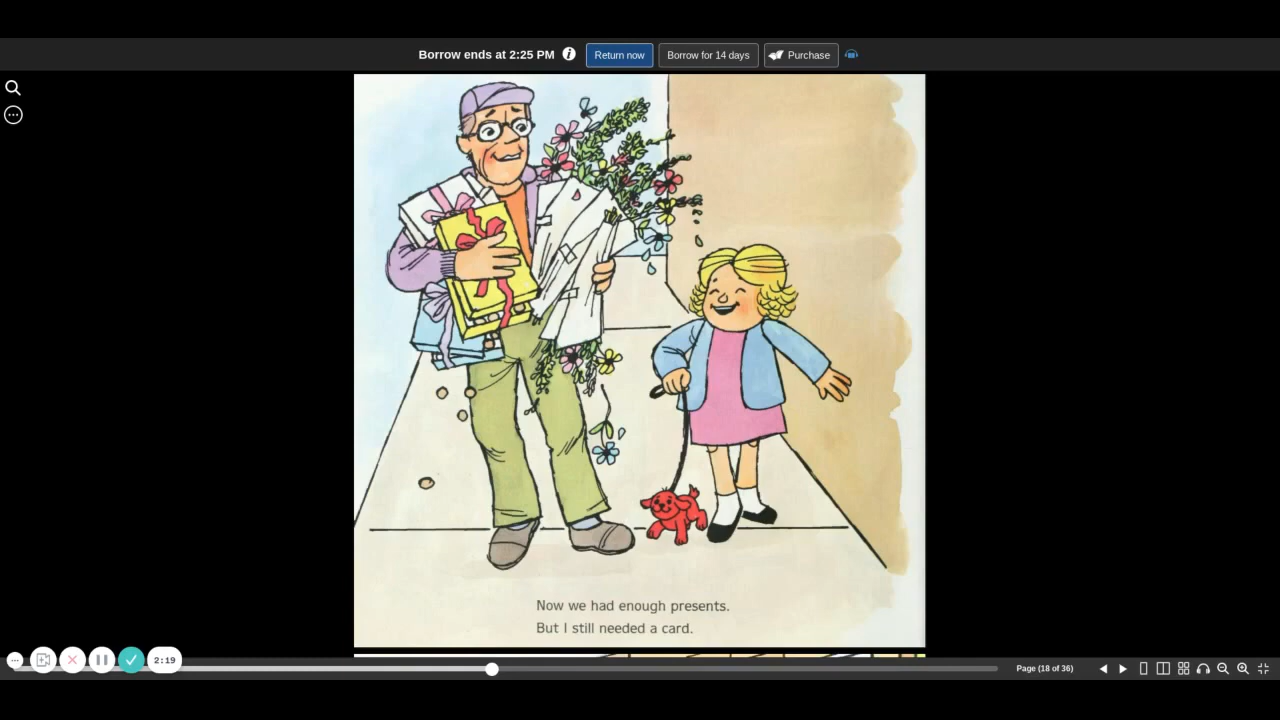 Borrow ends at 2:25 PM
Return now
Borrow for 14 days
Purchase
Now we had enough presents.
But I still needed a card.
2:19
Page (18 of 36)